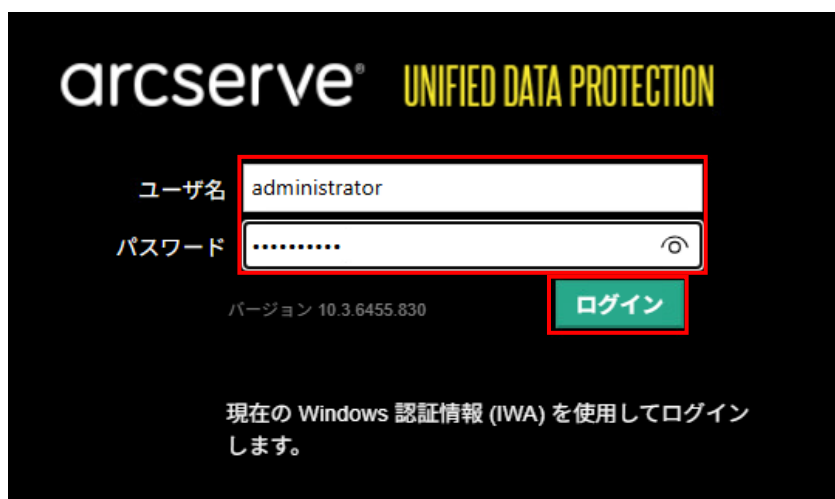 arcserve® UNIFIED DATA PROTECTION
ユーザ名 administrator
パスワード ••••••••••
バージョン 10.3.6455.830 ログイン
現在の Windows 認証情報 (IWA) を使用してログイン
します。